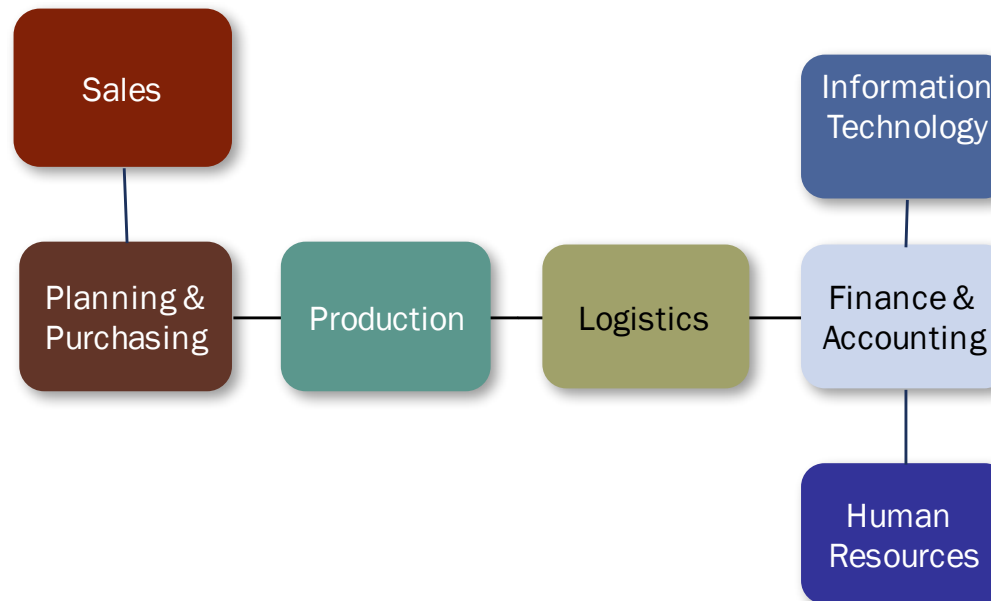 Sales
Information
Technology
Planning &
Purchasing
Production
Logistics
Finance &
Accounting
Human
Resources